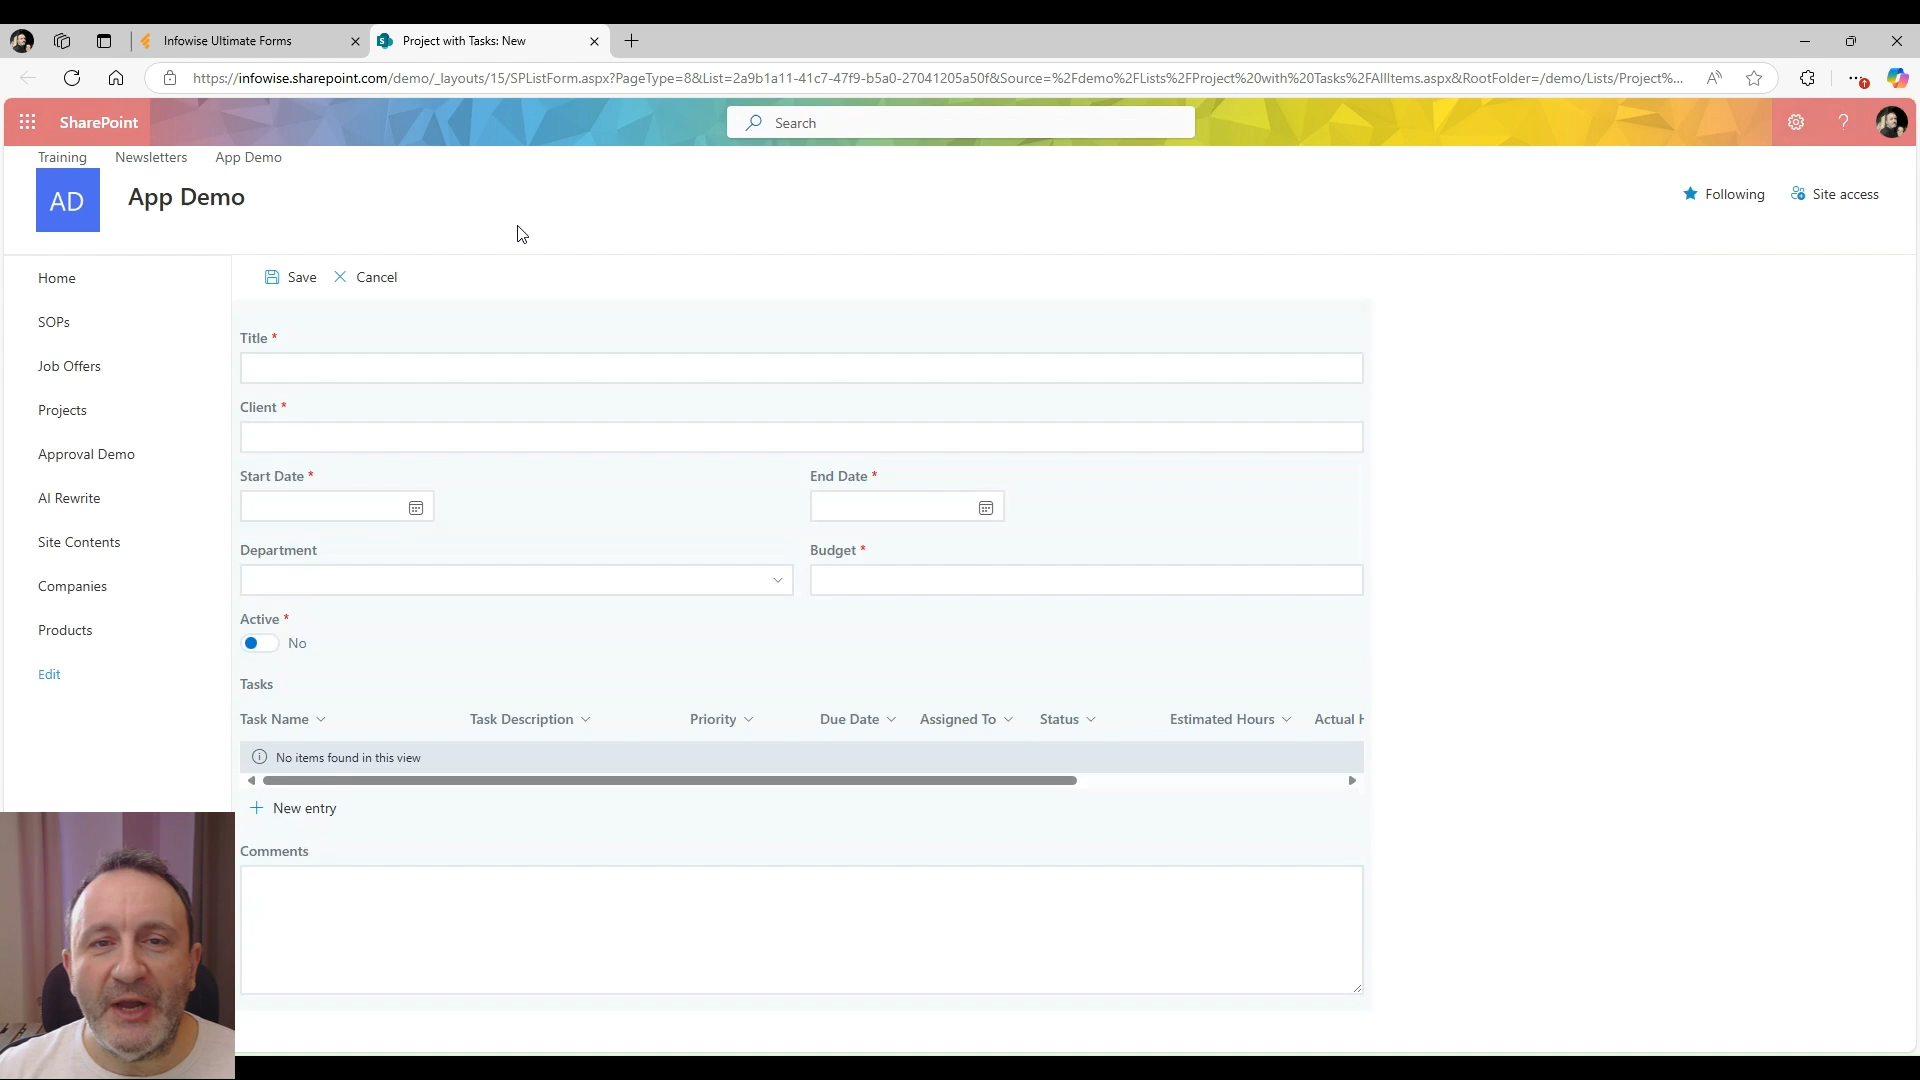 Infowise Ultimate Forms
Project with Tasks: New
https://infowise.sharepoint.com/demo/_layouts/15/SPListForm.aspx?PageType=8&List=2a9b1a11-41c7-47f9-b5a0-27041205a50f&Source=%2Fdemo%2FLists%2FProject%20with%20Tasks%2FAllItems.aspx&RootFolder=/demo/Lists/Project%...
SharePoint
Search
Training Newsletters App Demo
AD
App Demo
Following Site access
Home
SOPs
Job Offers
Projects
Approval Demo
AI Rewrite
Site Contents
Companies
Products
Edit
Save Cancel
Title *
Client *
Start Date * End Date *
Department Budget *
Active *
No
Tasks
Task Name Task Description Priority Due Date Assigned To Status Estimated Hours Actual H
No items found in this view
New entry
Comments